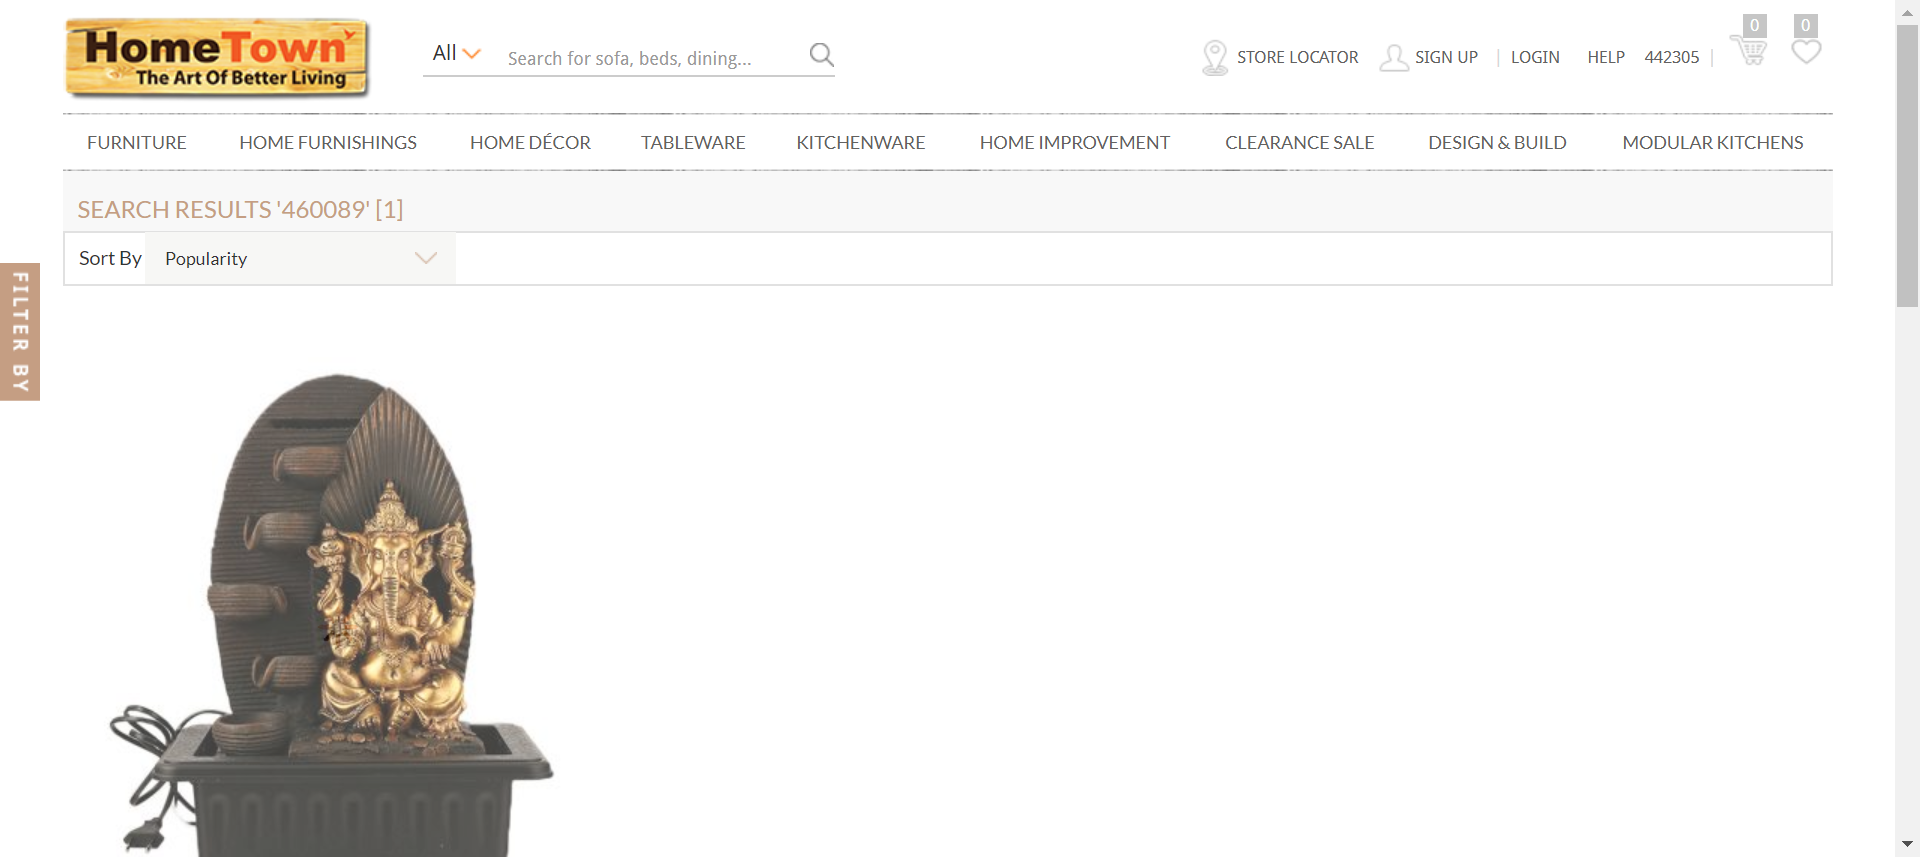 HomeTown
The Art Of Better Living
All
Search for sofa, beds, dining...
STORE LOCATOR
SIGN UP
LOGIN
HELP
442305
0
0
FURNITURE
HOME FURNISHINGS
HOME DÉCOR
TABLEWARE
KITCHENWARE
HOME IMPROVEMENT
CLEARANCE SALE
DESIGN & BUILD
MODULAR KITCHENS
SEARCH RESULTS '460089' [1]
Sort By
Popularity
FILTER BY